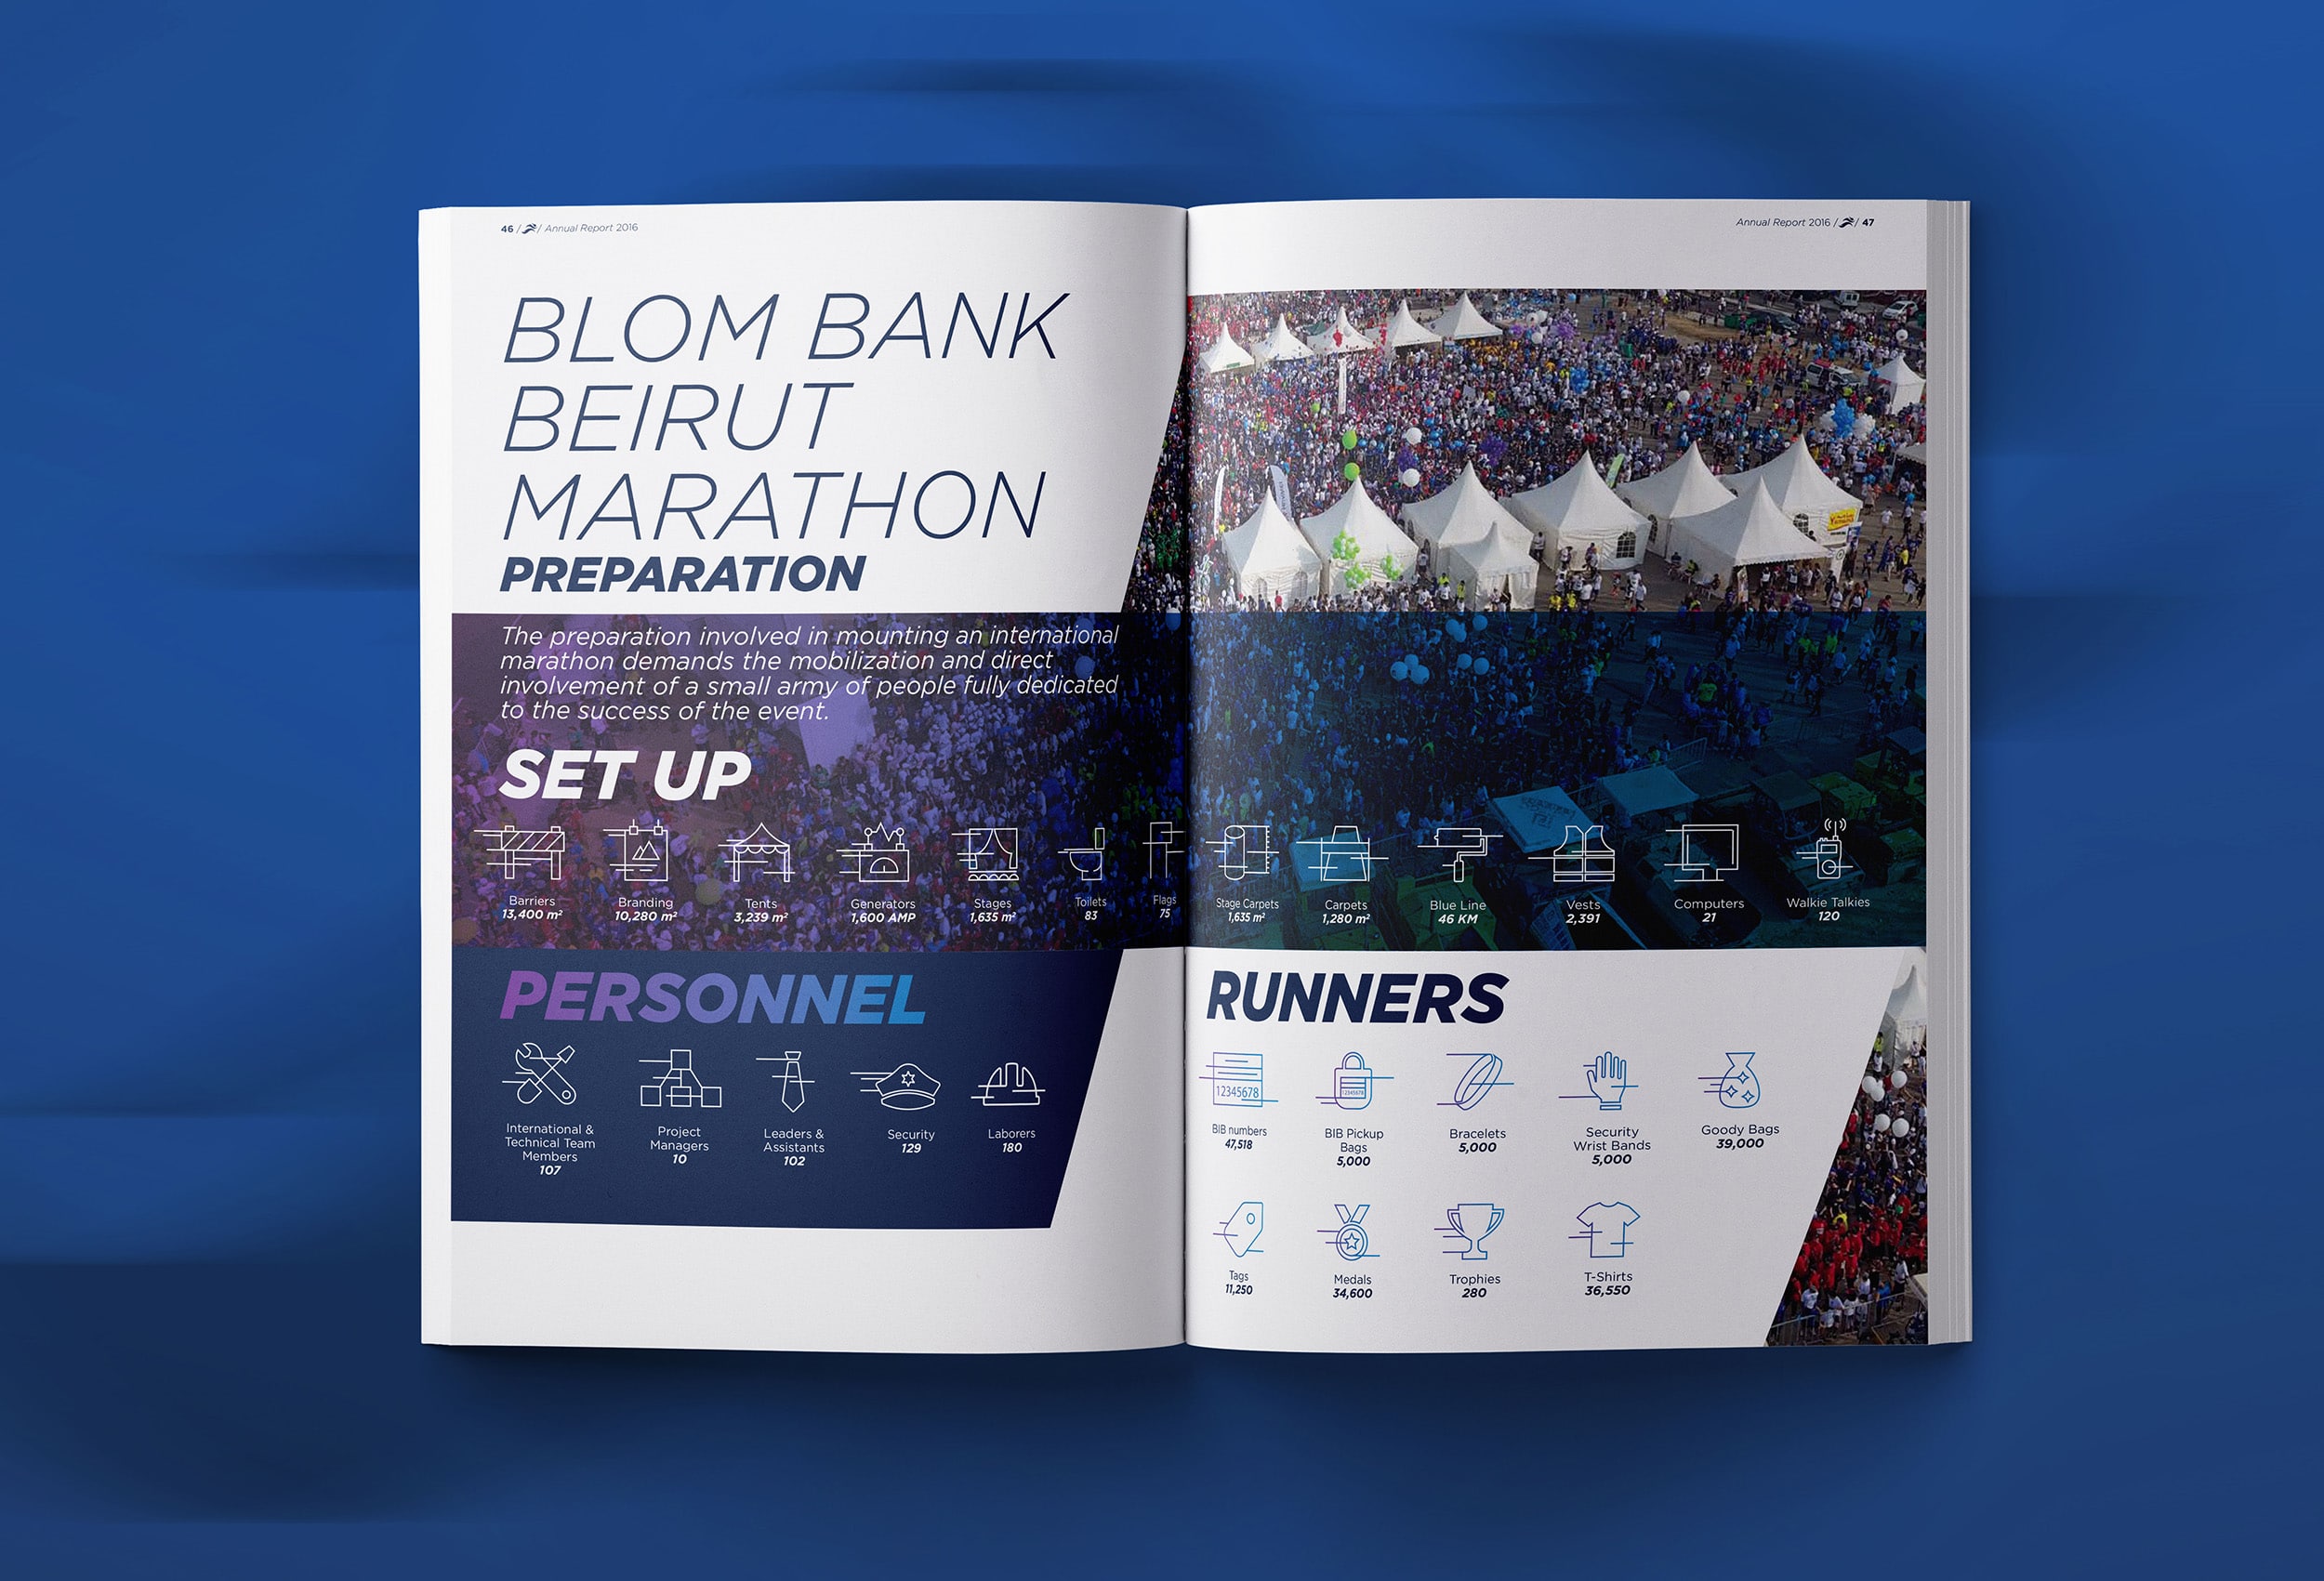 46 / / Annual Report 2016
Annual Report 2016 / / 47
BLOM BANK
BEIRUT
MARATHON
PREPARATION
The preparation involved in mounting an international
marathon demands the mobilization and direct
involvement of a small army of people fully dedicated
to the success of the event.
SET UP
Barriers
13,400 m²
Branding
10,280 m²
Tents
3,239 m²
Generators
1,600 AMP
Stages
1,635 m²
Toilets
83
Flags
75
Stage Carpets
1,635 m²
Carpets
1,280 m²
Blue Line
46 KM
Vests
2,391
Computers
21
Walkie Talkies
120
PERSONNEL
International &
Technical Team
Members
107
Project
Managers
10
Leaders &
Assistants
102
Security
129
Laborers
180
RUNNERS
12345678
BIB numbers
47,518
12345678
BIB Pickup
Bags
5,000
Bracelets
5,000
Security
Wrist Bands
5,000
Goody Bags
39,000
Tags
11,250
Medals
34,600
Trophies
280
T-Shirts
36,550